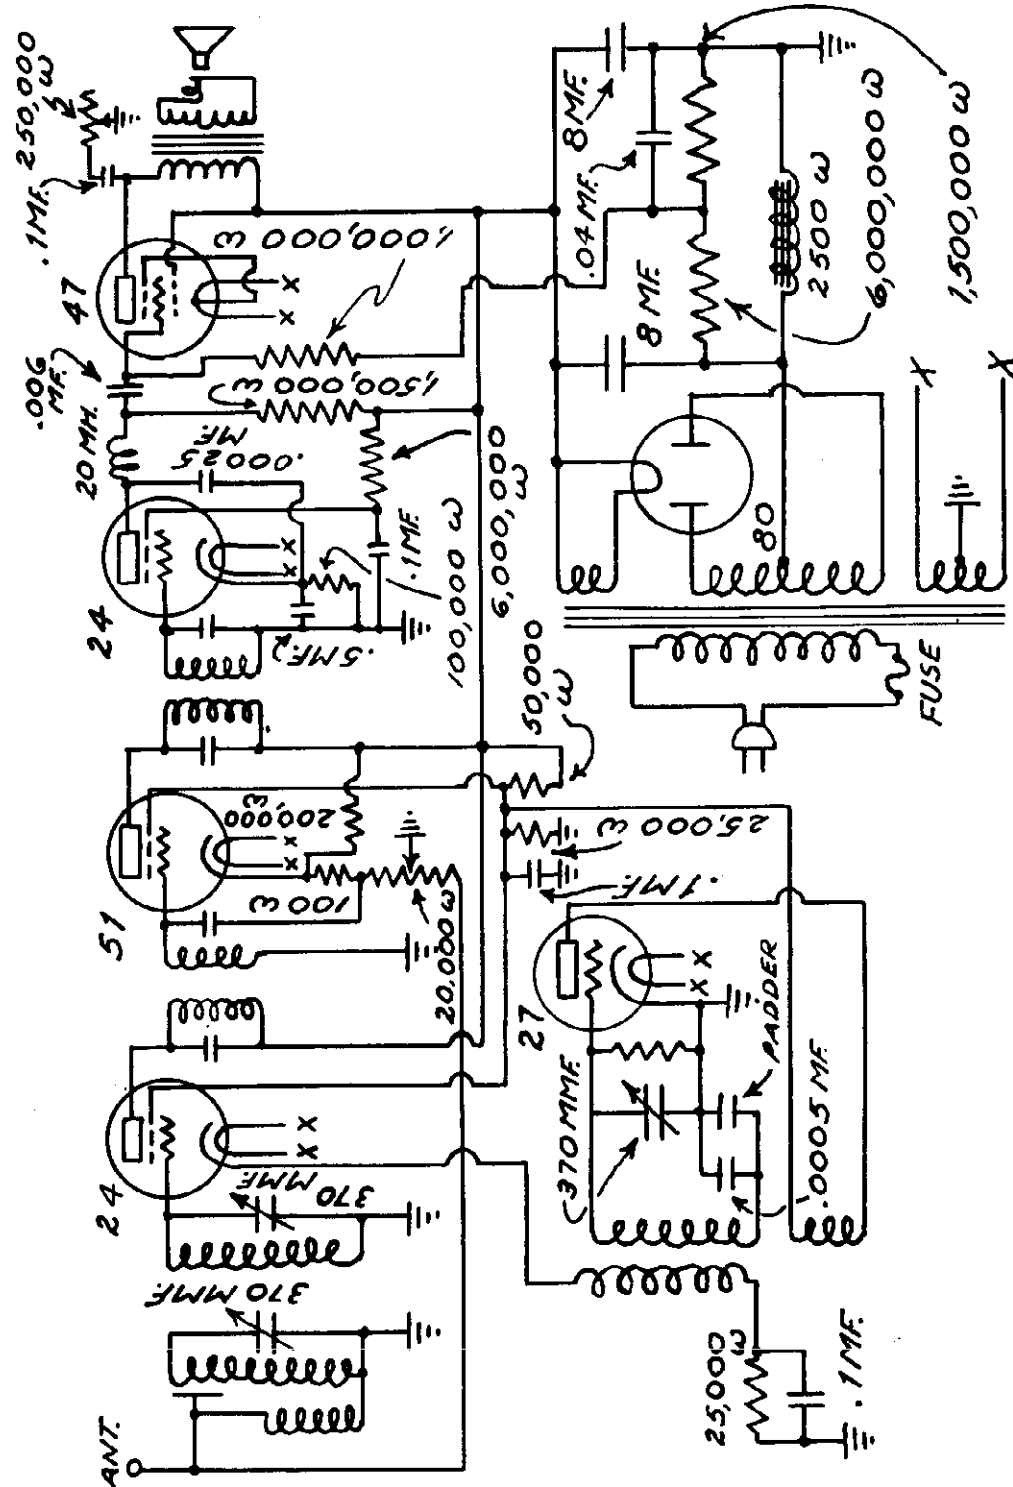 ANT.
370 MMF.
24
370
MMF.
X X
51
100 ω
200,000
ω
X X
20,000 ω
24
.5 MF.
.1 MF.
100,000 ω
6,000,000
ω
.00025
MF.
20 MH.
X X
.006
MF.
1,500,000 ω
1,000,000 ω
47
X X
.1 MF.
250,000
ω
25,000
ω
.1 MF.
370 MMF.
.0005 MF.
PADDER
27
X X
.1 MF.
25,000 ω
50,000
ω
FUSE
80
X
X
8 MF.
.04 MF.
8 MF.
2500 ω
6,000,000 ω
1,500,000 ω